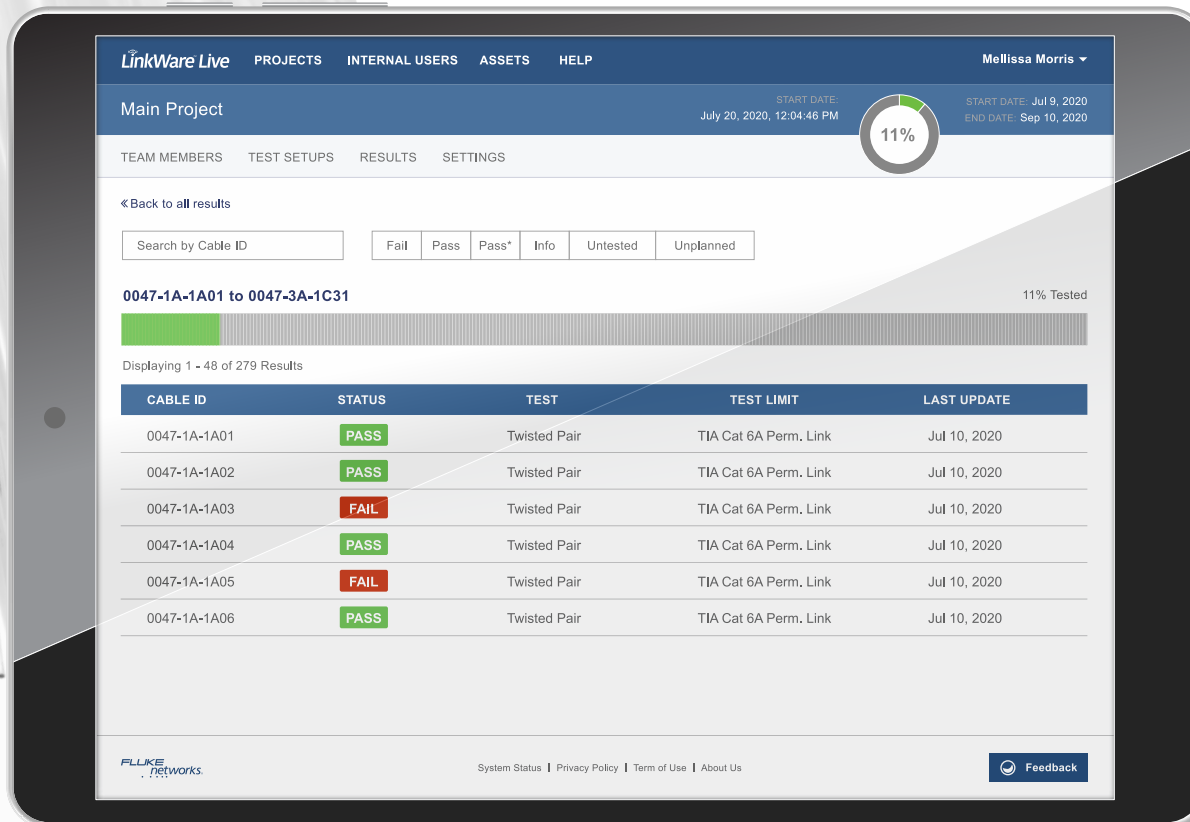 LinkWare Live PROJECTS INTERNAL USERS ASSETS HELP Mellissa Morris
Main Project
START DATE:
July 20, 2020, 12:04:46 PM
11%
START DATE: Jul 9, 2020
END DATE: Sep 10, 2020
TEAM MEMBERS TEST SETUPS RESULTS SETTINGS
«Back to all results
Search by Cable ID Fail Pass Pass* Info Untested Unplanned
0047-1A-1A01 to 0047-3A-1C31 11% Tested
Displaying 1 - 48 of 279 Results
CABLE ID STATUS TEST TEST LIMIT LAST UPDATE
0047-1A-1A01 PASS Twisted Pair TIA Cat 6A Perm. Link Jul 10, 2020
0047-1A-1A02 PASS Twisted Pair TIA Cat 6A Perm. Link Jul 10, 2020
0047-1A-1A03 FAIL Twisted Pair TIA Cat 6A Perm. Link Jul 10, 2020
0047-1A-1A04 PASS Twisted Pair TIA Cat 6A Perm. Link Jul 10, 2020
0047-1A-1A05 FAIL Twisted Pair TIA Cat 6A Perm. Link Jul 10, 2020
0047-1A-1A06 PASS Twisted Pair TIA Cat 6A Perm. Link Jul 10, 2020
FLUKE
networks.
System Status | Privacy Policy | Term of Use | About Us
Feedback